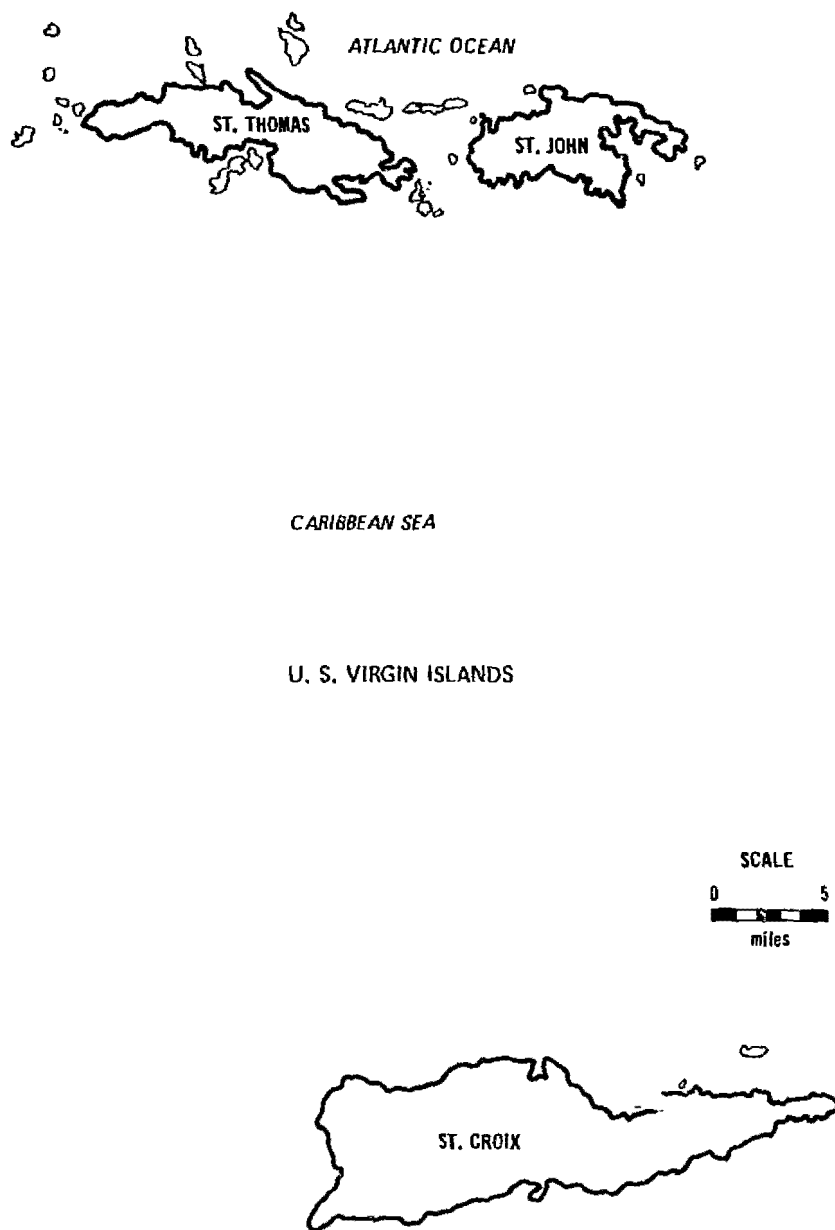 ATLANTIC OCEAN
ST. THOMAS
ST. JOHN
CARIBBEAN SEA
U. S. VIRGIN ISLANDS
SCALE
0 5
miles
ST. CROIX